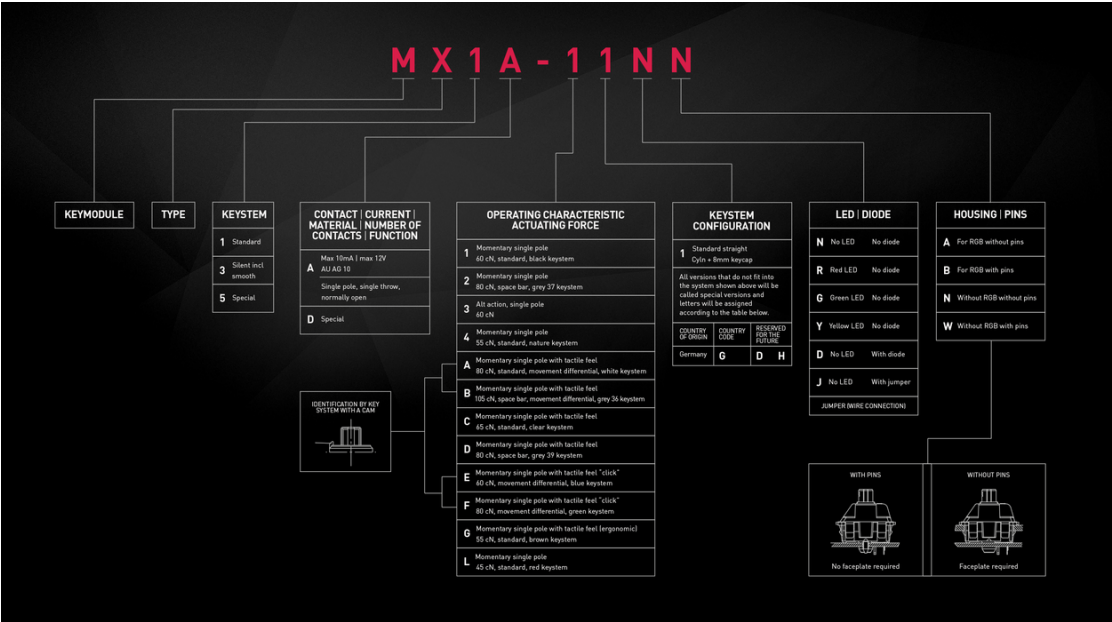 MX1A-11NN
KEYMODULE
TYPE
KEYSTEM
1 Standard
3 Silent incl
smooth
5 Special
CONTACT | CURRENT |
MATERIAL | NUMBER OF
CONTACTS | FUNCTION
A Max 10mA | max 12V
AU AG 10
Single pole, single throw,
normally open
D Special
OPERATING CHARACTERISTIC
ACTUATING FORCE
1 Momentary single pole
60 cN, standard, black keystem
2 Momentary single pole
80 cN, space bar, grey 37 keystem
3 Alt action, single pole
60 cN
4 Momentary single pole
55 cN, standard, nature keystem
A Momentary single pole with tactile feel
80 cN, standard, movement differential, white keystem
B Momentary single pole with tactile feel
105 cN, space bar, movement differential, grey 36 keystem
C Momentary single pole with tactile feel
65 cN, standard, clear keystem
D Momentary single pole with tactile feel
80 cN, space bar, grey 39 keystem
E Momentary single pole with tactile feel "click"
60 cN, movement differential, blue keystem
F Momentary single pole with tactile feel "click"
80 cN, movement differential, green keystem
G Momentary single pole with tactile feel (ergonomic)
55 cN, standard, brown keystem
L Momentary single pole
45 cN, standard, red keystem
IDENTIFICATION BY KEY
SYSTEM WITH A CAM
KEYSTEM
CONFIGURATION
1 Standard straight
Cyln + 8mm keycap
All versions that do not fit into
the system shown above will be
called special versions and
letters will be assigned
according to the table below.
COUNTRY
OF ORIGIN
COUNTRY
CODE
RESERVED
FOR THE
FUTURE
Germany G D H
LED | DIODE
N No LED No diode
R Red LED No diode
G Green LED No diode
Y Yellow LED No diode
D No LED With diode
J No LED With jumper
JUMPER (WIRE CONNECTION)
HOUSING | PINS
A For RGB without pins
B For RGB with pins
N Without RGB without pins
W Without RGB with pins
WITH PINS
No faceplate required
WITHOUT PINS
Faceplate required